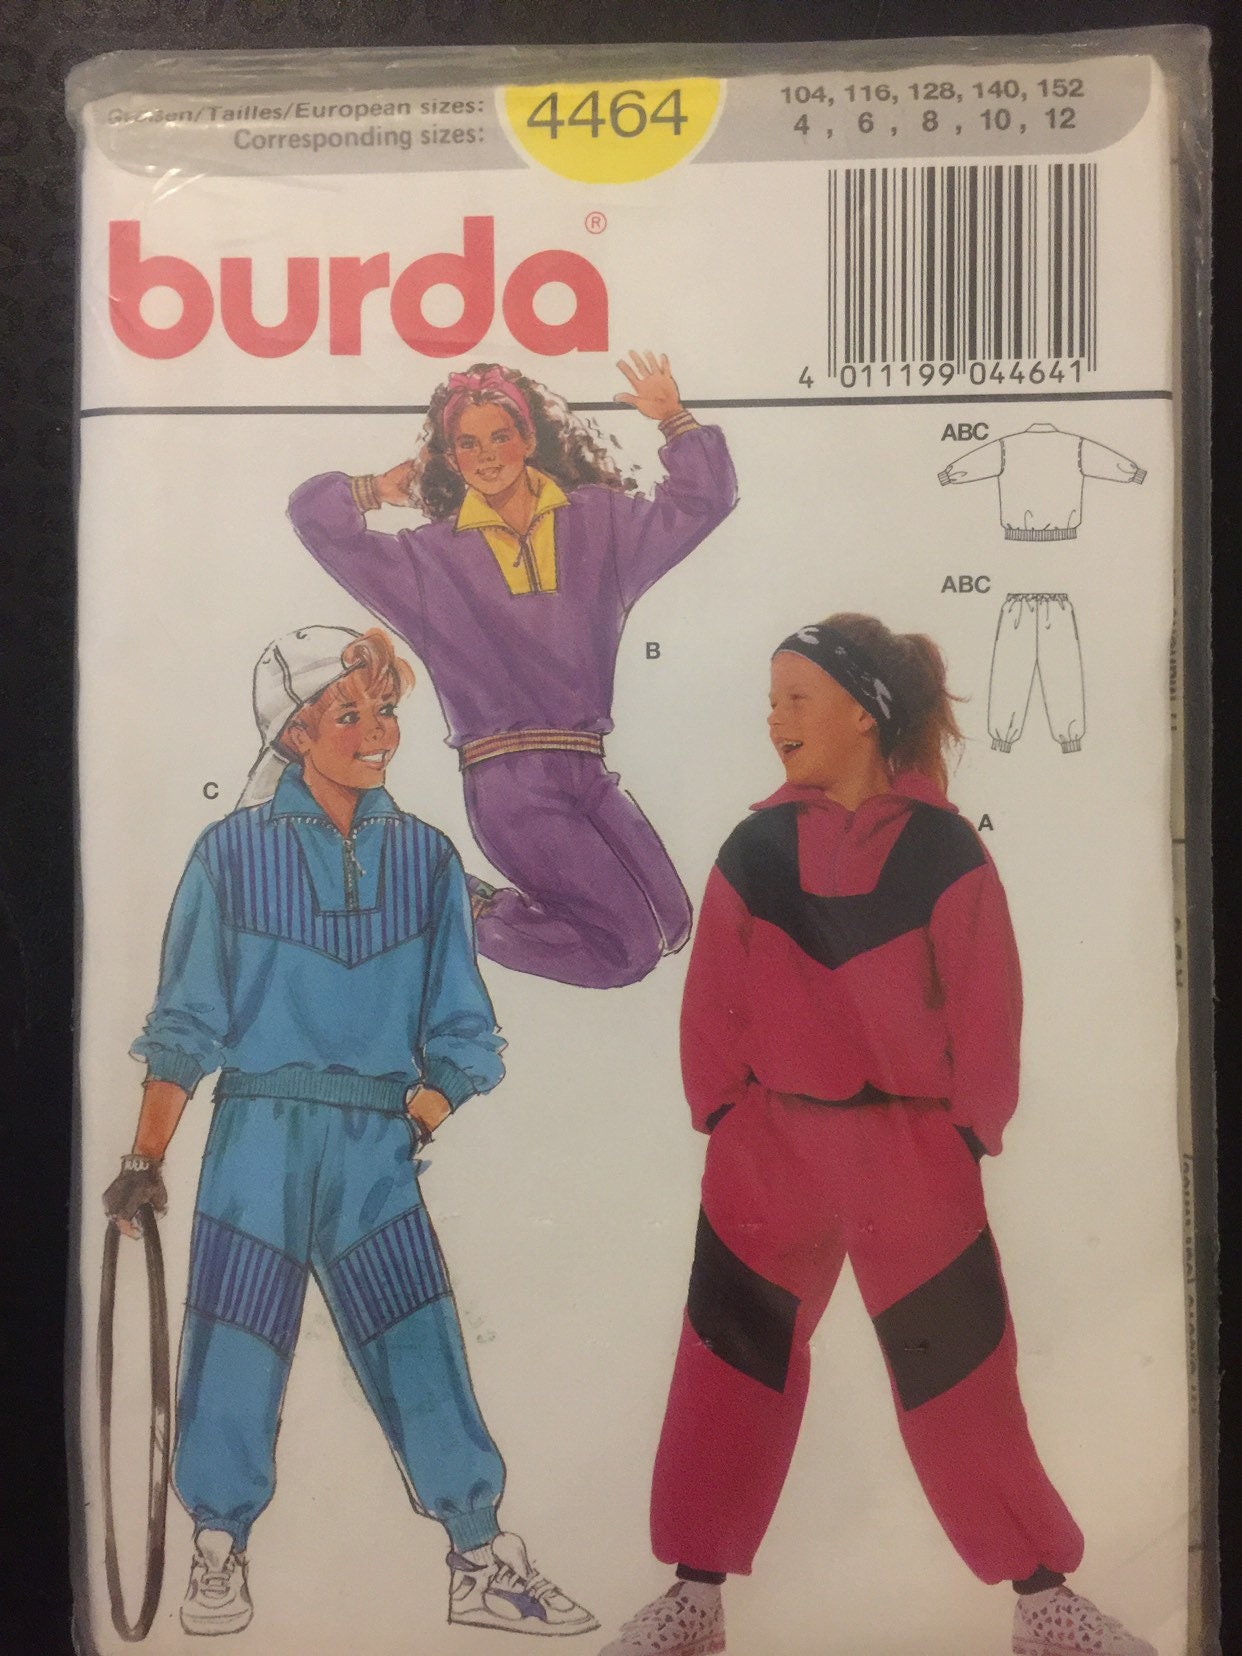 Größen/Tailles/European sizes:
Corresponding sizes:
4464
104, 116, 128, 140, 152
4 , 6 , 8 , 10 , 12
burda®
4 011199 044641
ABC
ABC
B
C
A